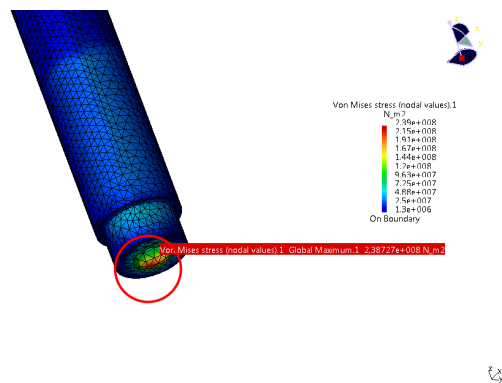 z
x
y
Von Mises stress (nodal values).1
N_m2
2.39e+008
2.15e+008
1.91e+008
1.67e+008
1.44e+008
1.2e+008
9.63e+007
7.25e+007
4.88e+007
2.5e+007
1.3e+006
On Boundary
Von Mises stress (nodal values).1 Global Maximum.1 2,38727e+008 N_m2
z
x